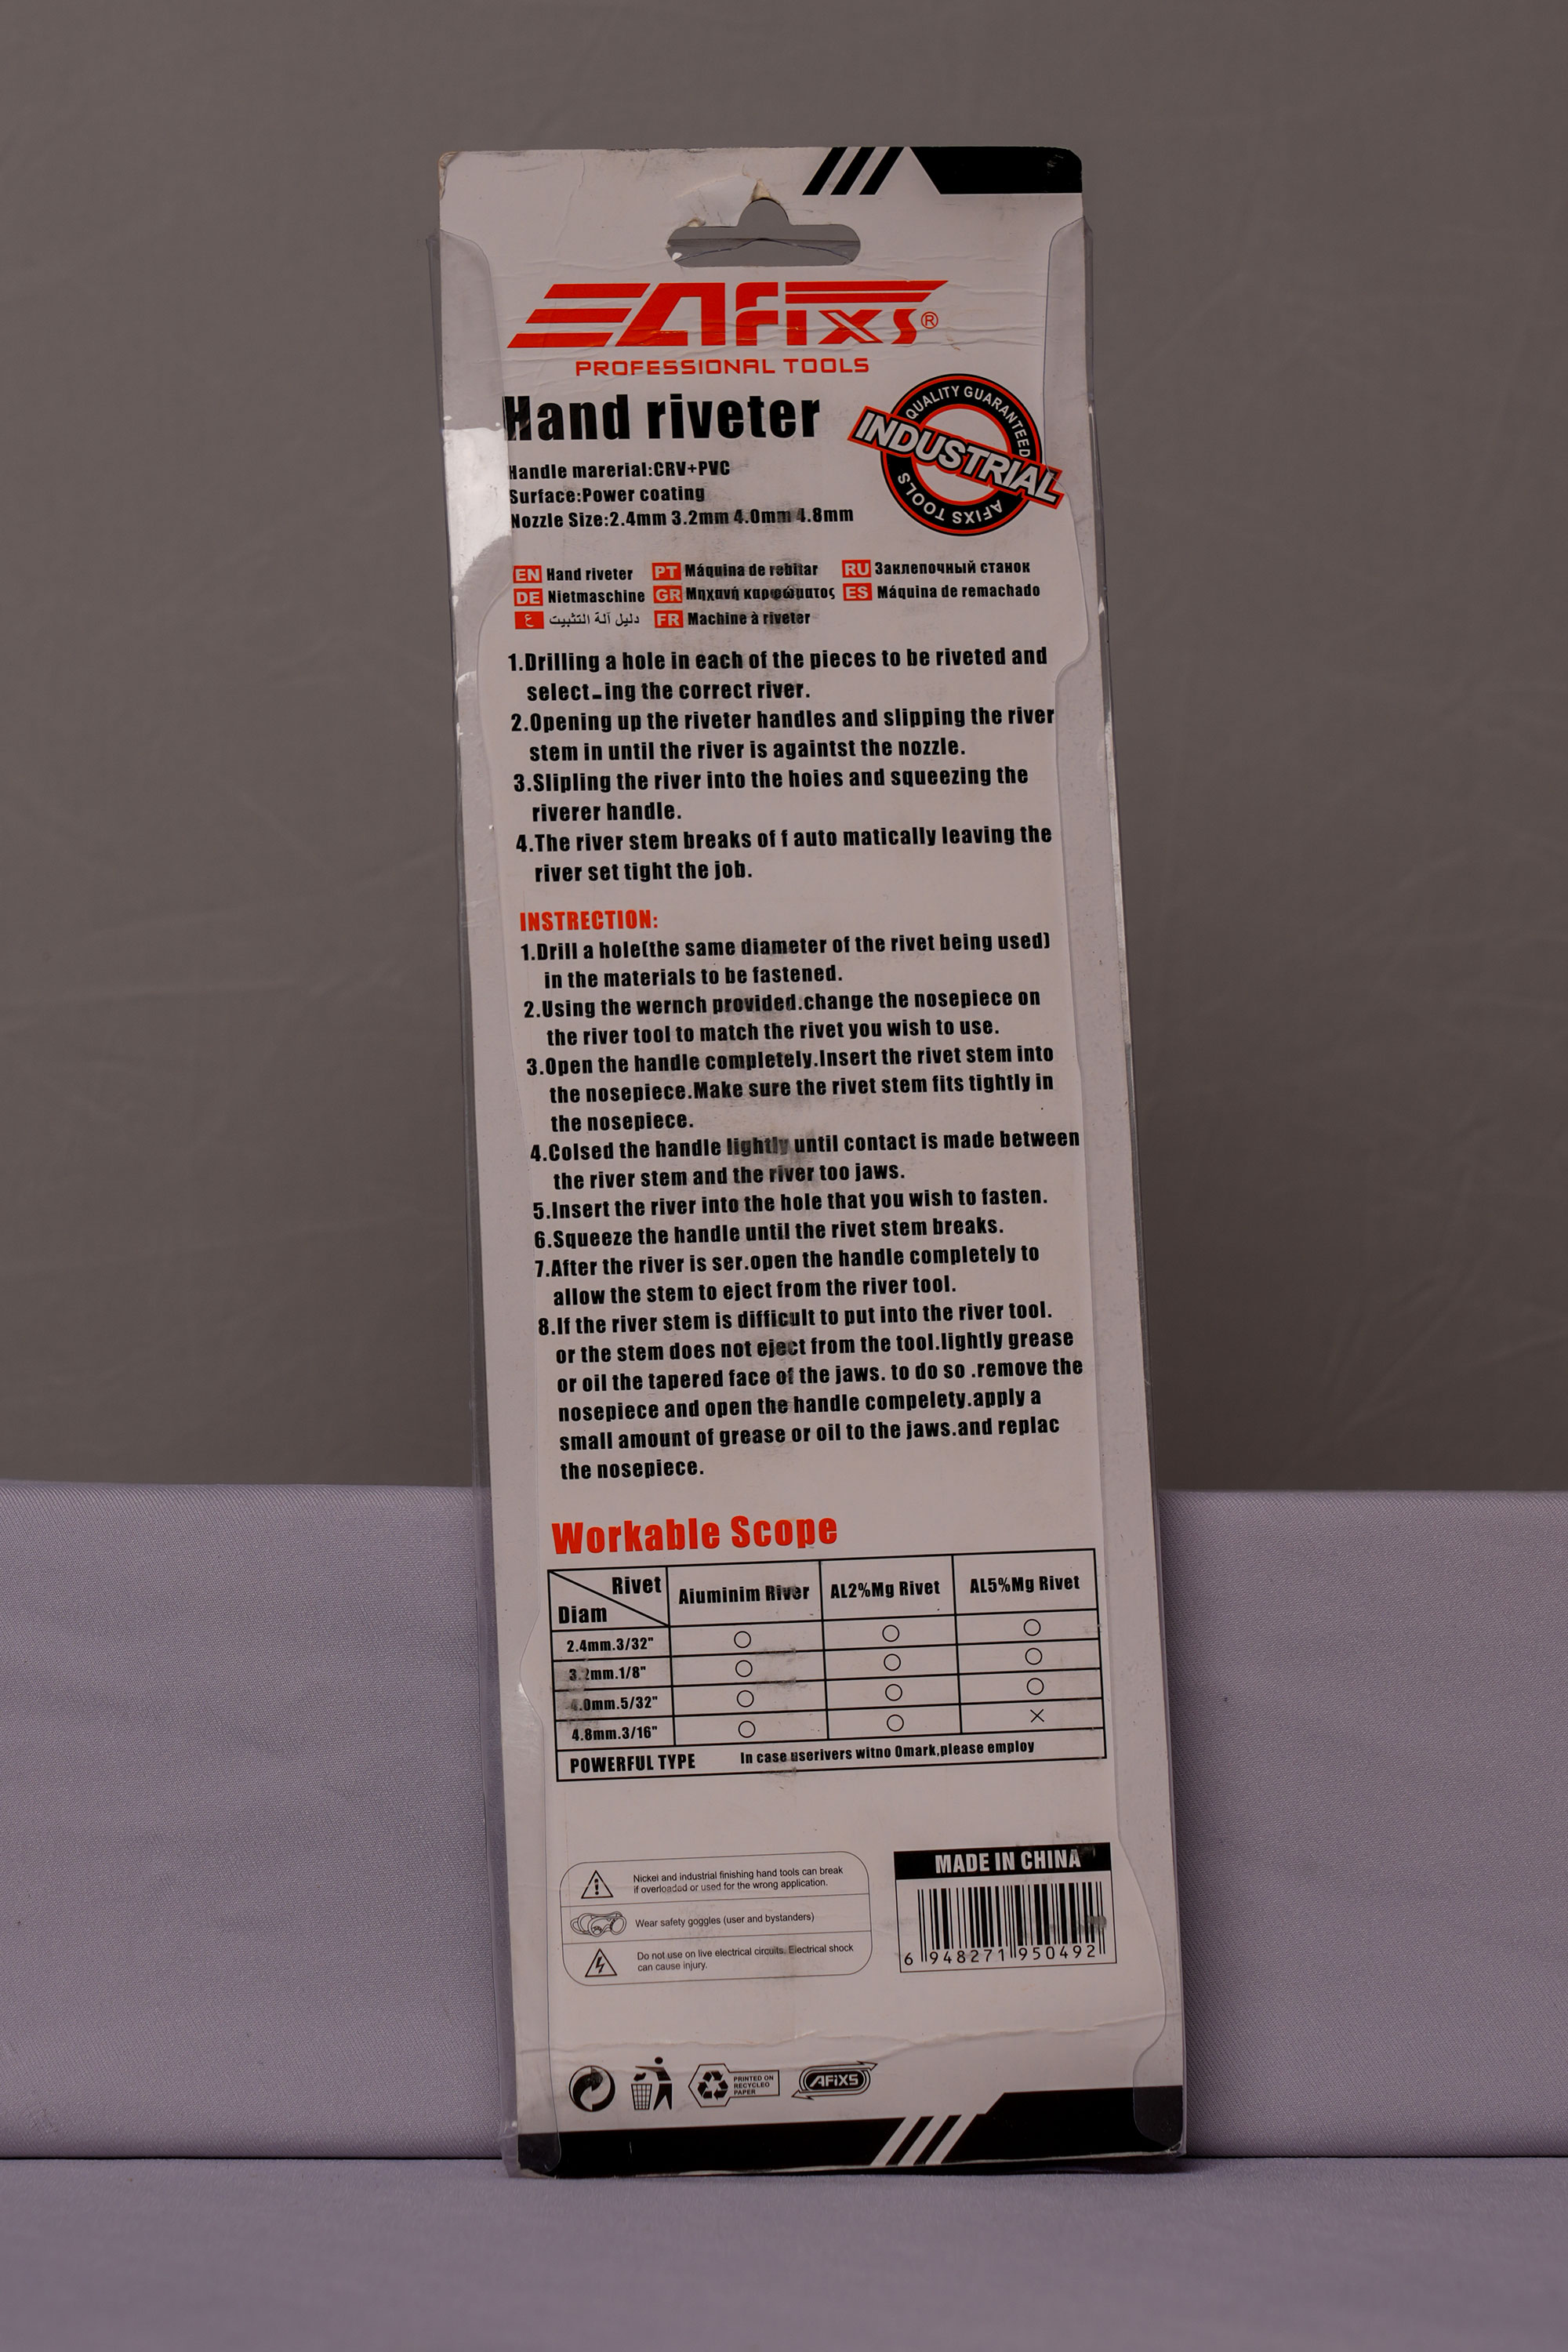 AFixs®
PROFESSIONAL TOOLS
Hand riveter
QUALITY GUARANTEED
INDUSTRIAL
AFIXS TOOLS
Handle marerial:CRV+PVC
Surface:Power coating
Nozzle Size:2.4mm 3.2mm 4.0mm 4.8mm
EN Hand riveter PT Máquina de rebitar RU Заклепочный станок
DE Nietmaschine GR Μηχανή καρφώματος ES Máquina de remachado
ع دليل آلة التثبيت FR Machine à riveter
1.Drilling a hole in each of the pieces to be riveted and
select-ing the correct river.
2.Opening up the riveter handles and slipping the river
stem in until the river is againtst the nozzle.
3.Slipling the river into the hoies and squeezing the
riverer handle.
4.The river stem breaks of f auto matically leaving the
river set tight the job.
INSTRECTION:
1.Drill a hole(the same diameter of the rivet being used)
in the materials to be fastened.
2.Using the wernch provided.change the nosepiece on
the river tool to match the rivet you wish to use.
3.Open the handle completely.Insert the rivet stem into
the nosepiece.Make sure the rivet stem fits tightly in
the nosepiece.
4.Colsed the handle lightly until contact is made between
the river stem and the river too jaws.
5.Insert the river into the hole that you wish to fasten.
6.Squeeze the handle until the rivet stem breaks.
7.After the river is ser.open the handle completely to
allow the stem to eject from the river tool.
8.If the river stem is difficult to put into the river tool.
or the stem does not eject from the tool.lightly grease
or oil the tapered face of the jaws. to do so .remove the
nosepiece and open the handle compelety.apply a
small amount of grease or oil to the jaws.and replac
the nosepiece.
Workable Scope
Rivet
Diam
Aiuminim River AL2%Mg Rivet AL5%Mg Rivet
2.4mm.3/32" ○ ○ ○
3.2mm.1/8" ○ ○ ○
4.0mm.5/32" ○ ○ ○
4.8mm.3/16" ○ ○ ×
POWERFUL TYPE In case userivers witno Omark,please employ
Nickel and industrial finishing hand tools can break
if overloaded or used for the wrong application.
Wear safety goggles (user and bystanders)
Do not use on live electrical circuits. Electrical shock
can cause injury.
MADE IN CHINA
6 948271 950492
PRINTED ON
RECYCLED
PAPER
AFiXS